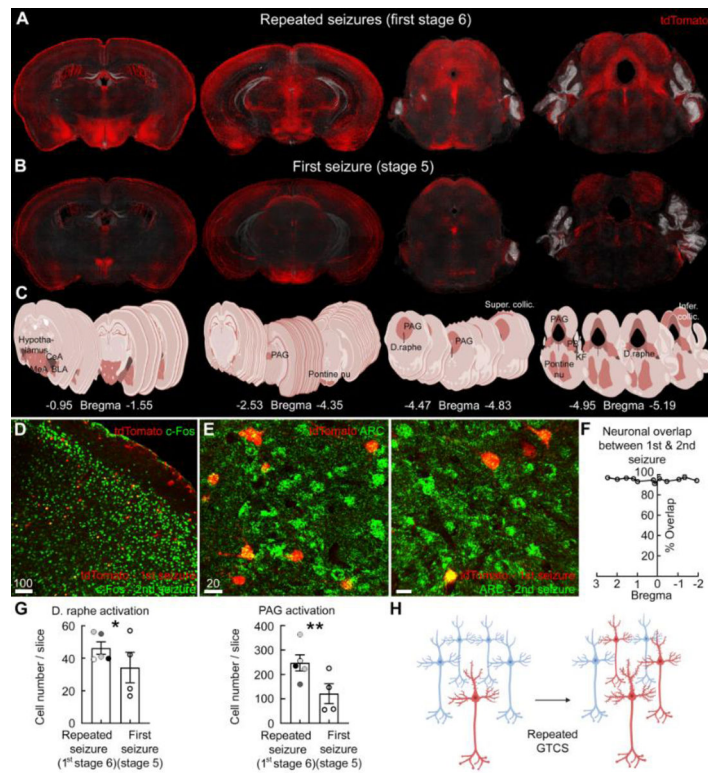 A
Repeated seizures (first stage 6)
tdTomato
B
First seizure (stage 5)
C
Hypotha-
lamus
CeA
MeA BLA
-0.95 Bregma -1.55
PAG
Pontine nu
-2.53 Bregma -4.35
Super. collic.
PAG
D.raphe
PAG
-4.47 Bregma -4.83
Infer.
collic.
PAG
PB
KF
D.raphe
Pontine
nu
-4.95 Bregma -5.19
D
tdTomato c-Fos
100
tdTomato - 1st seizure
c-Fos - 2nd seizure
E
tdTomato ARC
20
tdTomato - 1st seizure
ARC - 2nd seizure
F
Neuronal overlap
between 1st & 2nd
seizure
100
80
60
40
20
% Overlap
3 2 1 0 -1 -2
Bregma
G
D. raphe activation
Cell number / slice
60
40
20
0
*
Repeated First
seizure seizure
(1st stage 6)(stage 5)
PAG activation
Cell number / slice
400
300
200
100
0
**
Repeated First
seizure seizure
(1st stage 6)(stage 5)
H
Repeated
GTCS